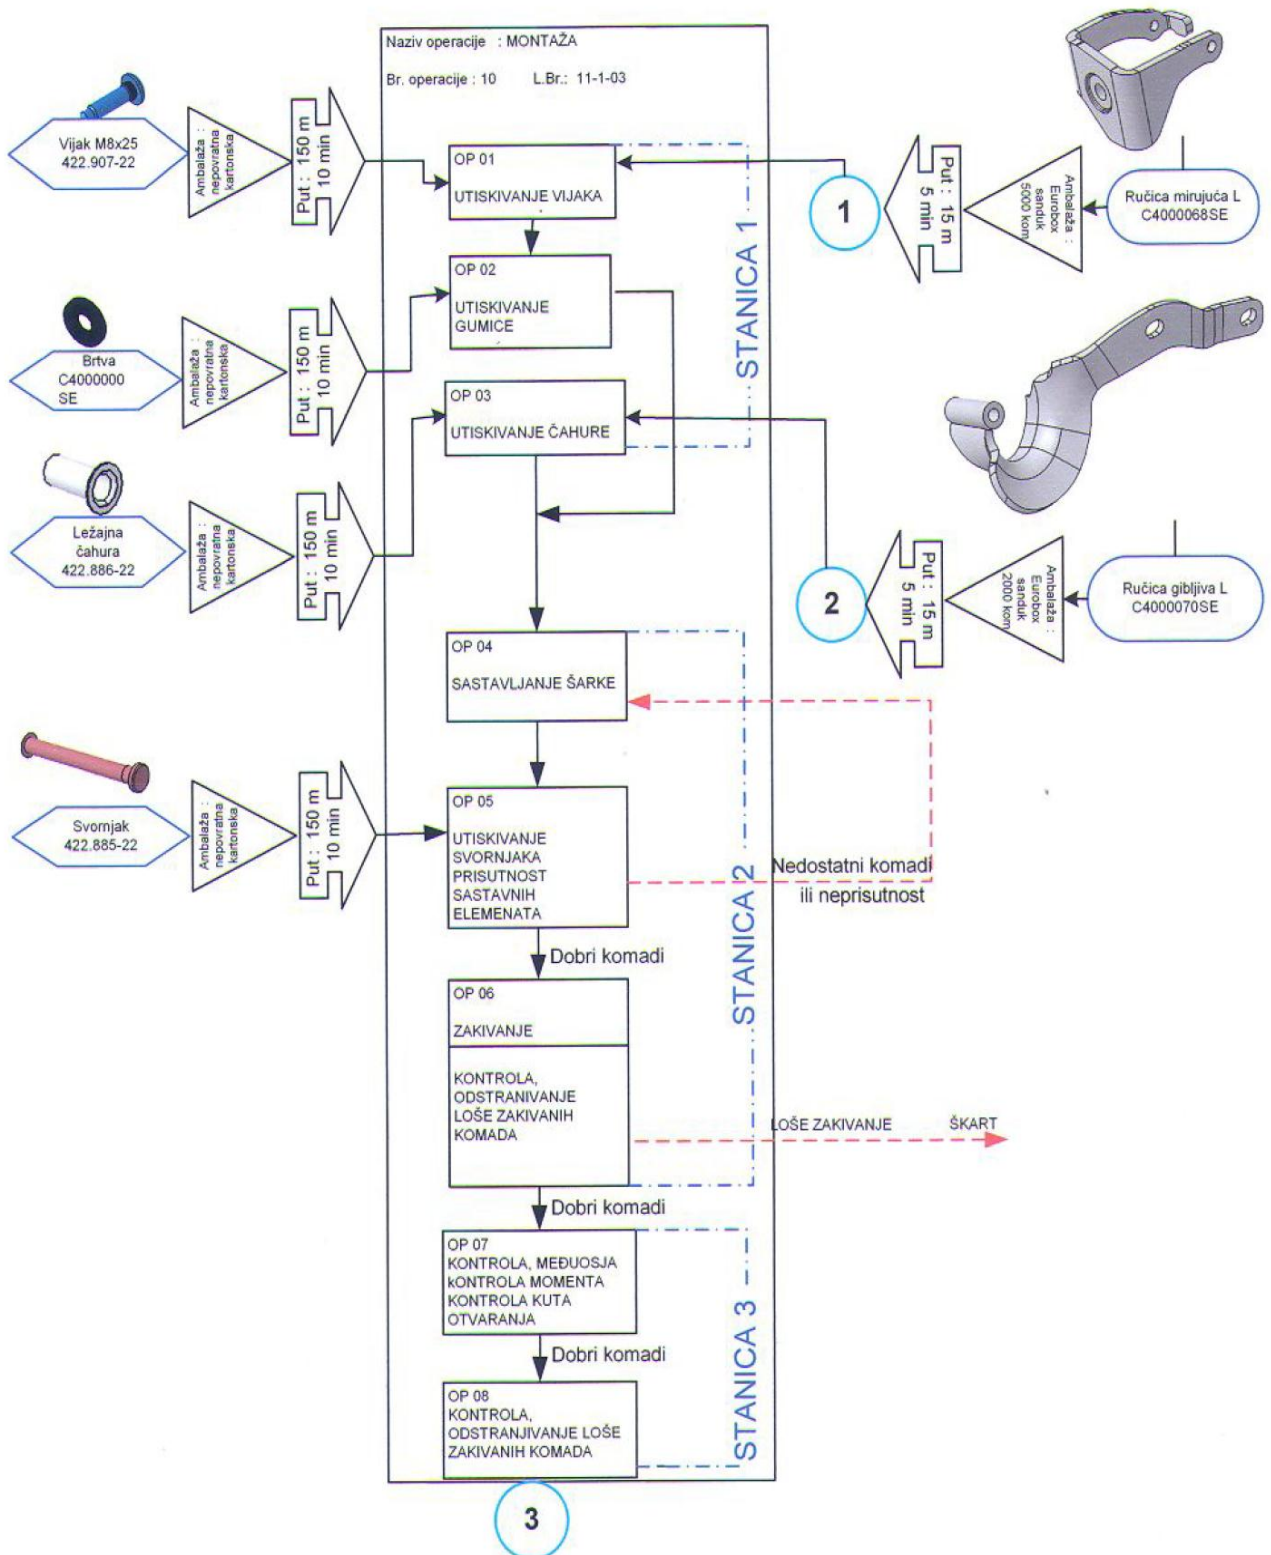 Naziv operacije : MONTAŽA
Br. operacije : 10 L.Br.: 11-1-03
Vijak M8x25
422.907-22
Ambalaža :
nepovratna
kartonska
Put : 150 m
10 min
OP 01
UTISKIVANJE VIJAKA
STANICA 1
1
Put : 15 m
5 min
Ambalaža :
Eurobox
sanduk
5000 kom
Ručica mirujuća L
C4000068SE
OP 02
UTISKIVANJE
GUMICE
Brtva
C4000000
SE
Ambalaža :
nepovratna
kartonska
Put : 150 m
10 min
OP 03
UTISKIVANJE ČAHURE
Ležajna
čahura
422.886-22
Ambalaža :
nepovratna
kartonska
Put : 150 m
10 min
2
Put : 15 m
5 min
Ambalaža :
Eurobox
sanduk
2000 kom
Ručica gibljiva L
C4000070SE
OP 04
SASTAVLJANJE ŠARKE
STANICA 2
Svornjak
422.885-22
Ambalaža :
nepovratna
kartonska
Put : 150 m
10 min
OP 05
UTISKIVANJE
SVORNJAKA
PRISUTNOST
SASTAVNIH
ELEMENATA
Nedostatni komadi
ili neprisutnost
Dobri komadi
OP 06
ZAKIVANJE
KONTROLA,
ODSTRANIVANJE
LOŠE ZAKIVANIH
KOMADA
LOŠE ZAKIVANJE ŠKART
Dobri komadi
OP 07
KONTROLA, MEĐUOSJA
kONTROLA MOMENTA
KONTROLA KUTA
OTVARANJA
STANICA 3
Dobri komadi
OP 08
KONTROLA,
ODSTRANJIVANJE LOŠE
ZAKIVANIH KOMADA
3